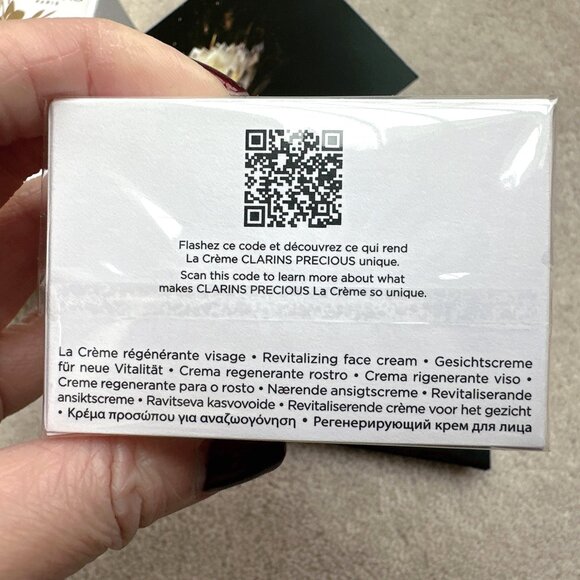 Flashez ce code et découvrez ce qui rend
La Crème CLARINS PRECIOUS unique.
Scan this code to learn more about what
makes CLARINS PRECIOUS La Crème so unique.
La Crème régénérante visage • Revitalizing face cream • Gesichtscreme
für neue Vitalität • Crema regenerante rostro • Crema rigenerante viso •
Creme regenerante para o rosto • Nærende ansigtscreme • Revitaliserande
ansiktscreme • Ravitseva kasvovoide • Revitaliserende crème voor het gezicht
• Κρέμα προσώπου για αναζωογόνηση • Регенерирующий крем для лица